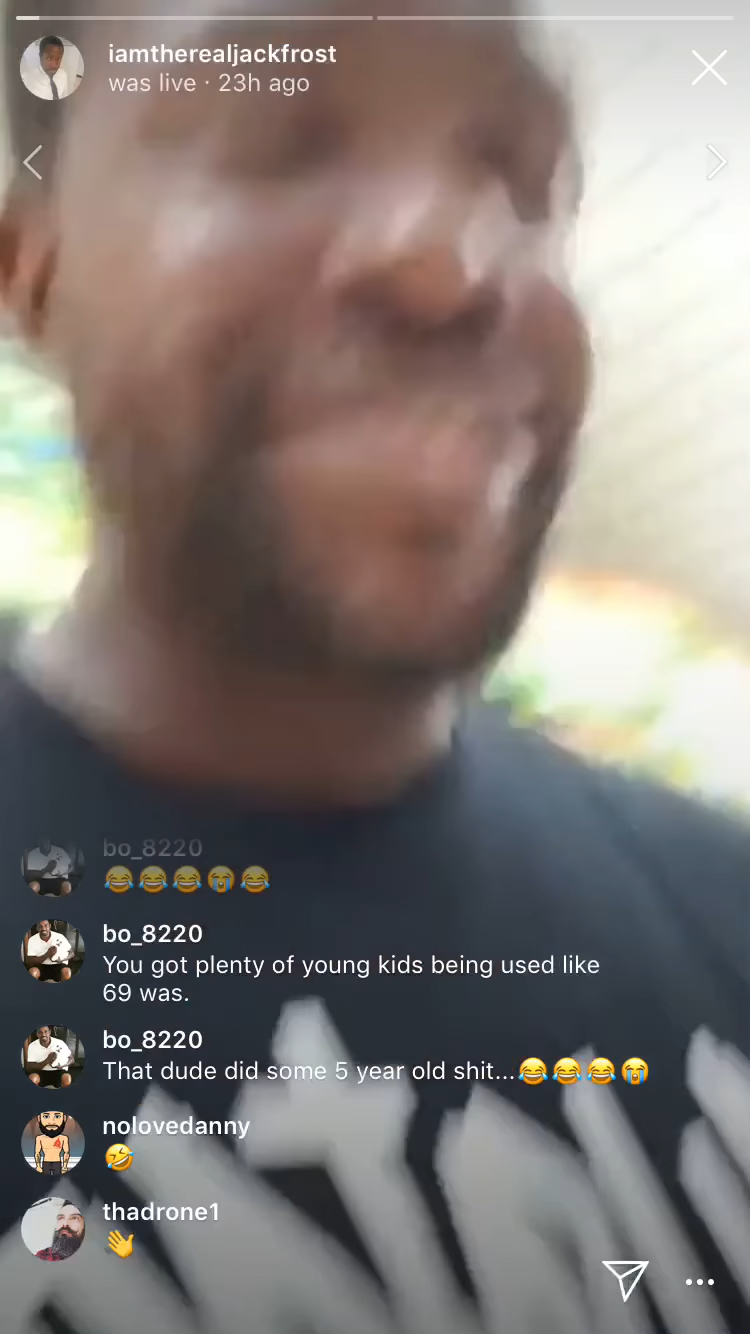 iamtherealjackfrost
was live · 23h ago
bo_8220
😂😂😂😭😂
bo_8220
You got plenty of young kids being used like
69 was.
bo_8220
That dude did some 5 year old shit...😂😂😂😭
nolovedanny
🤣
thadrone1
👋